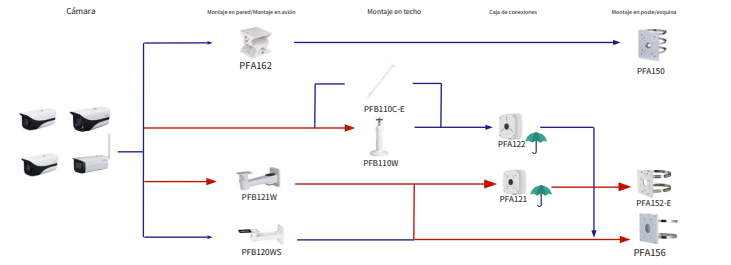 Cámara
Montaje en pared/Montaje en avión
Montaje en techo
Caja de conexiones
Montaje en poste/esquina
PFA162
PFA150
PFB110C-E
PFB110W
PFA122
PFB121W
PFA121
PFA152-E
PFB120WS
PFA156